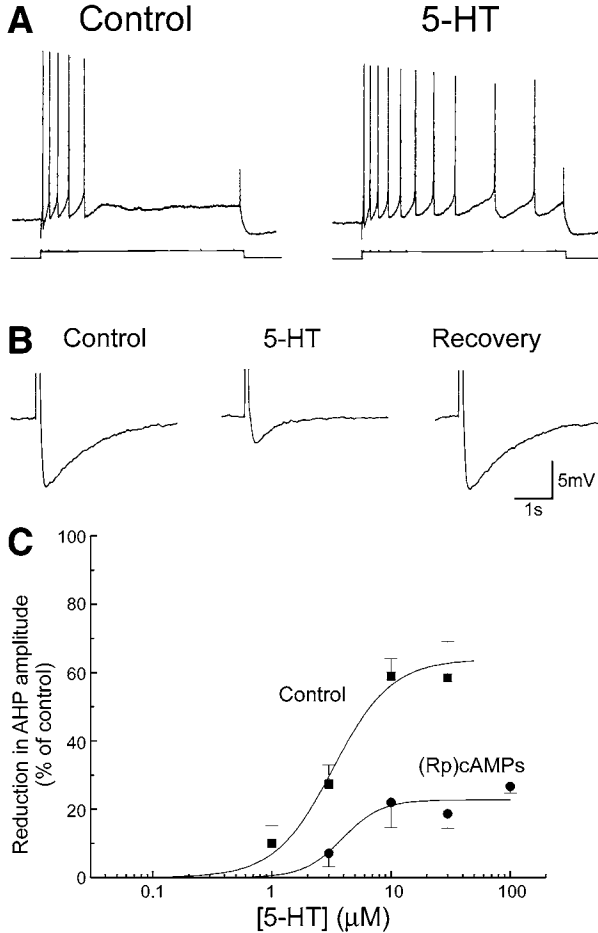 A
Control
5-HT
B
Control
5-HT
Recovery
5mV
1s
C
Reduction in AHP amplitude
(% of control)
100
80
60
40
20
0
Control
(Rp)cAMPs
0.1
1
10
100
[5-HT] (μM)